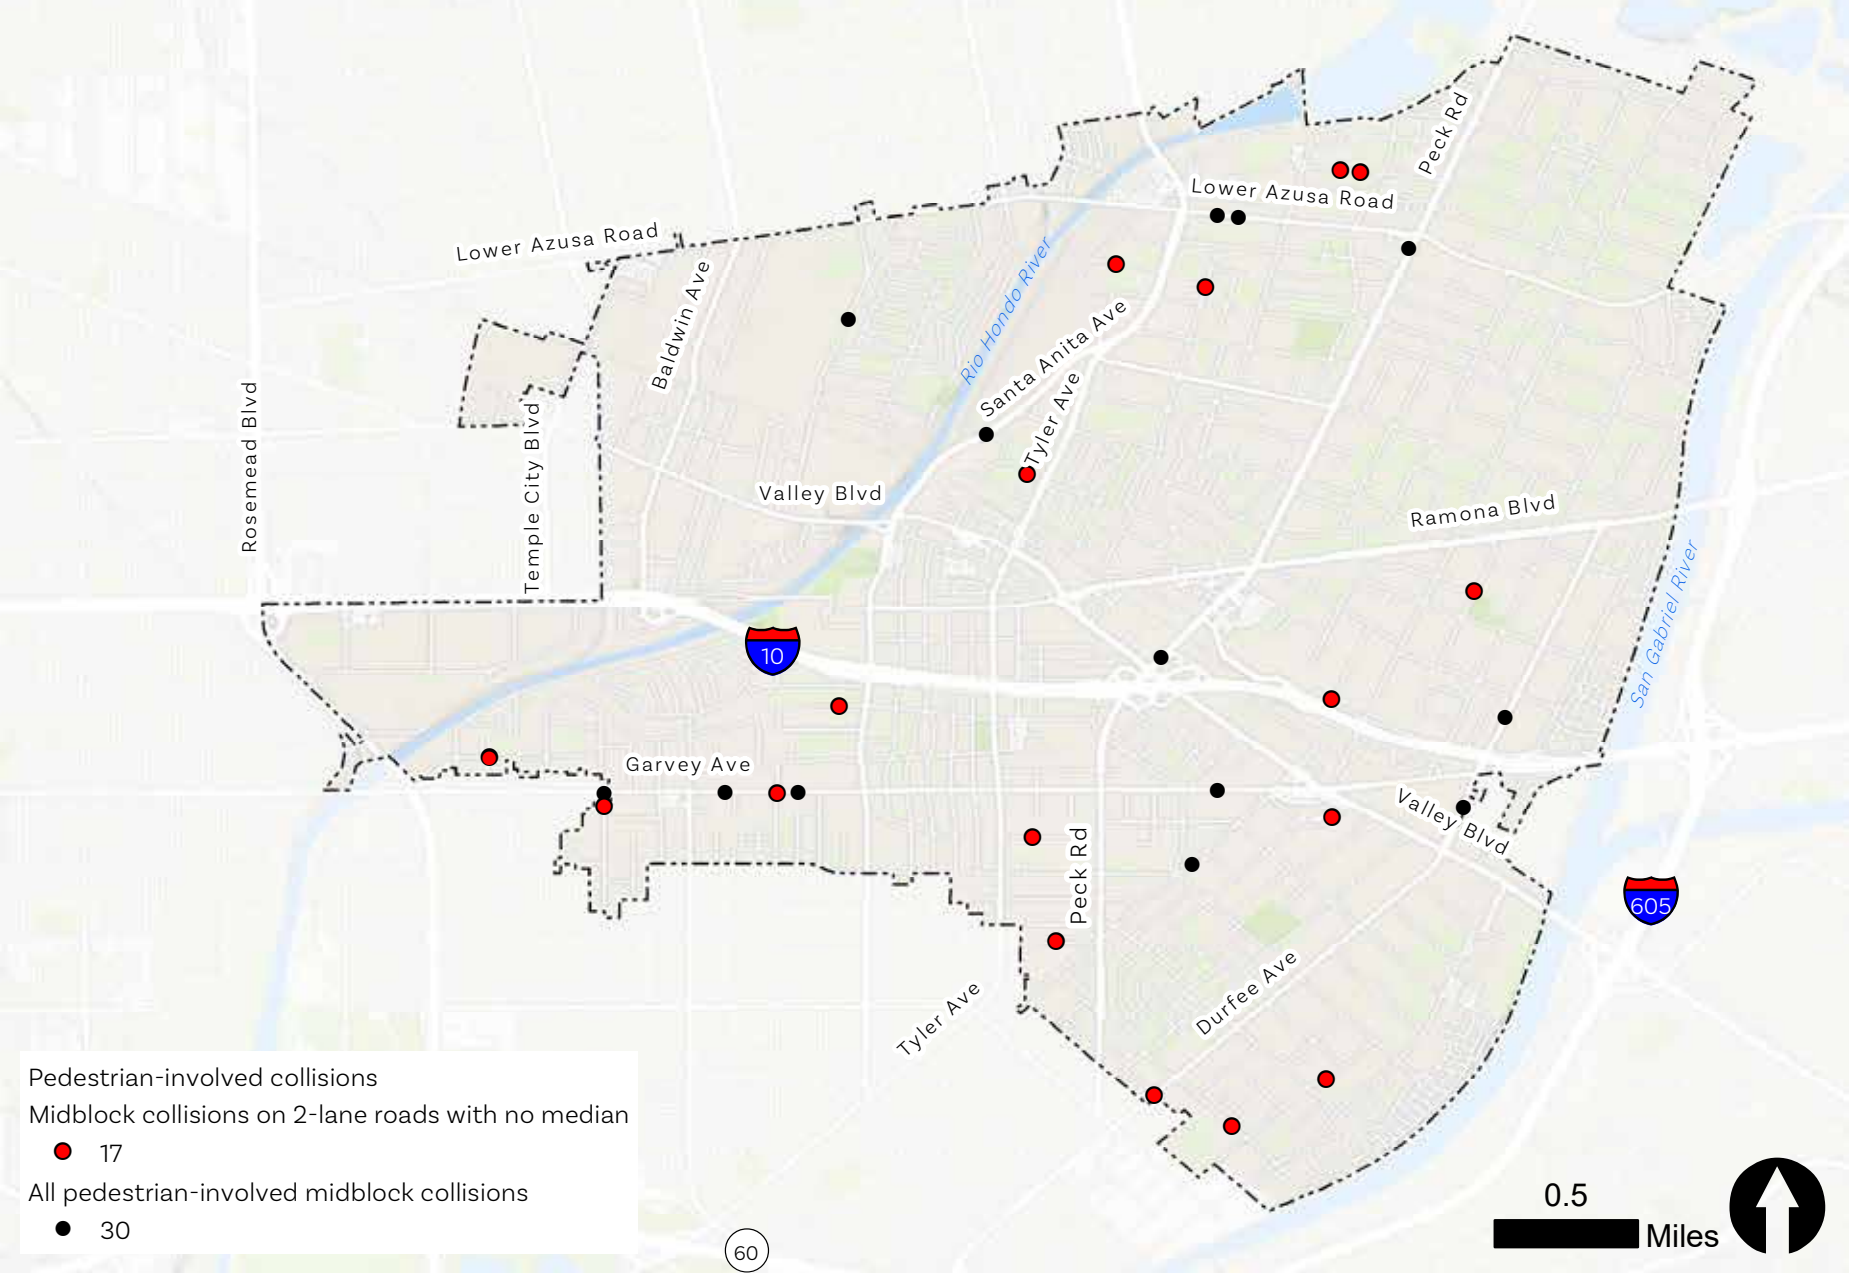 Peck Rd
Lower Azusa Road
Lower Azusa Road
Baldwin Ave
Rio Hondo River
Santa Anita Ave
Tyler Ave
Rosemead Blvd
Temple City Blvd
Valley Blvd
Ramona Blvd
San Gabriel River
10
Garvey Ave
Valley Blvd
Peck Rd
605
Durfee Ave
Tyler Ave
Pedestrian-involved collisions
Midblock collisions on 2-lane roads with no median
17
All pedestrian-involved midblock collisions
30
60
0.5
Miles